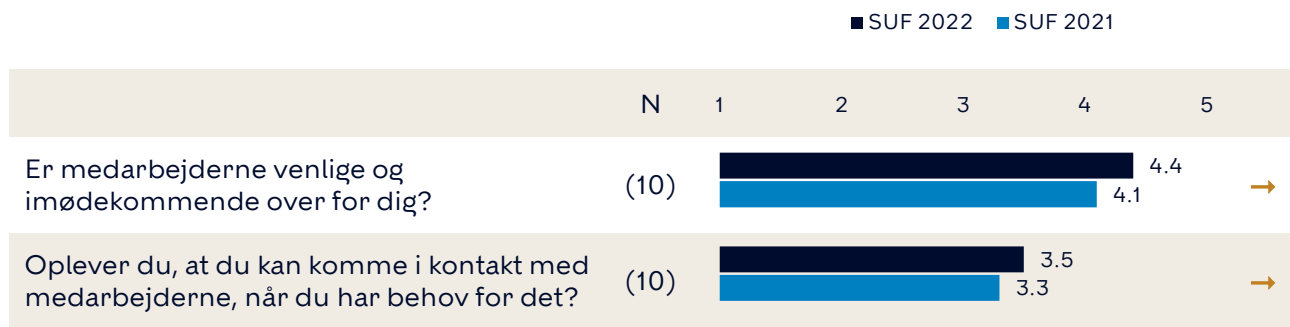 SUF 2022 SUF 2021
N 1 2 3 4 5
Er medarbejderne venlige og
imødekommende over for dig?
(10)
4.4
4.1
→
Oplever du, at du kan komme i kontakt med
medarbejderne, når du har behov for det?
(10)
3.5
3.3
→